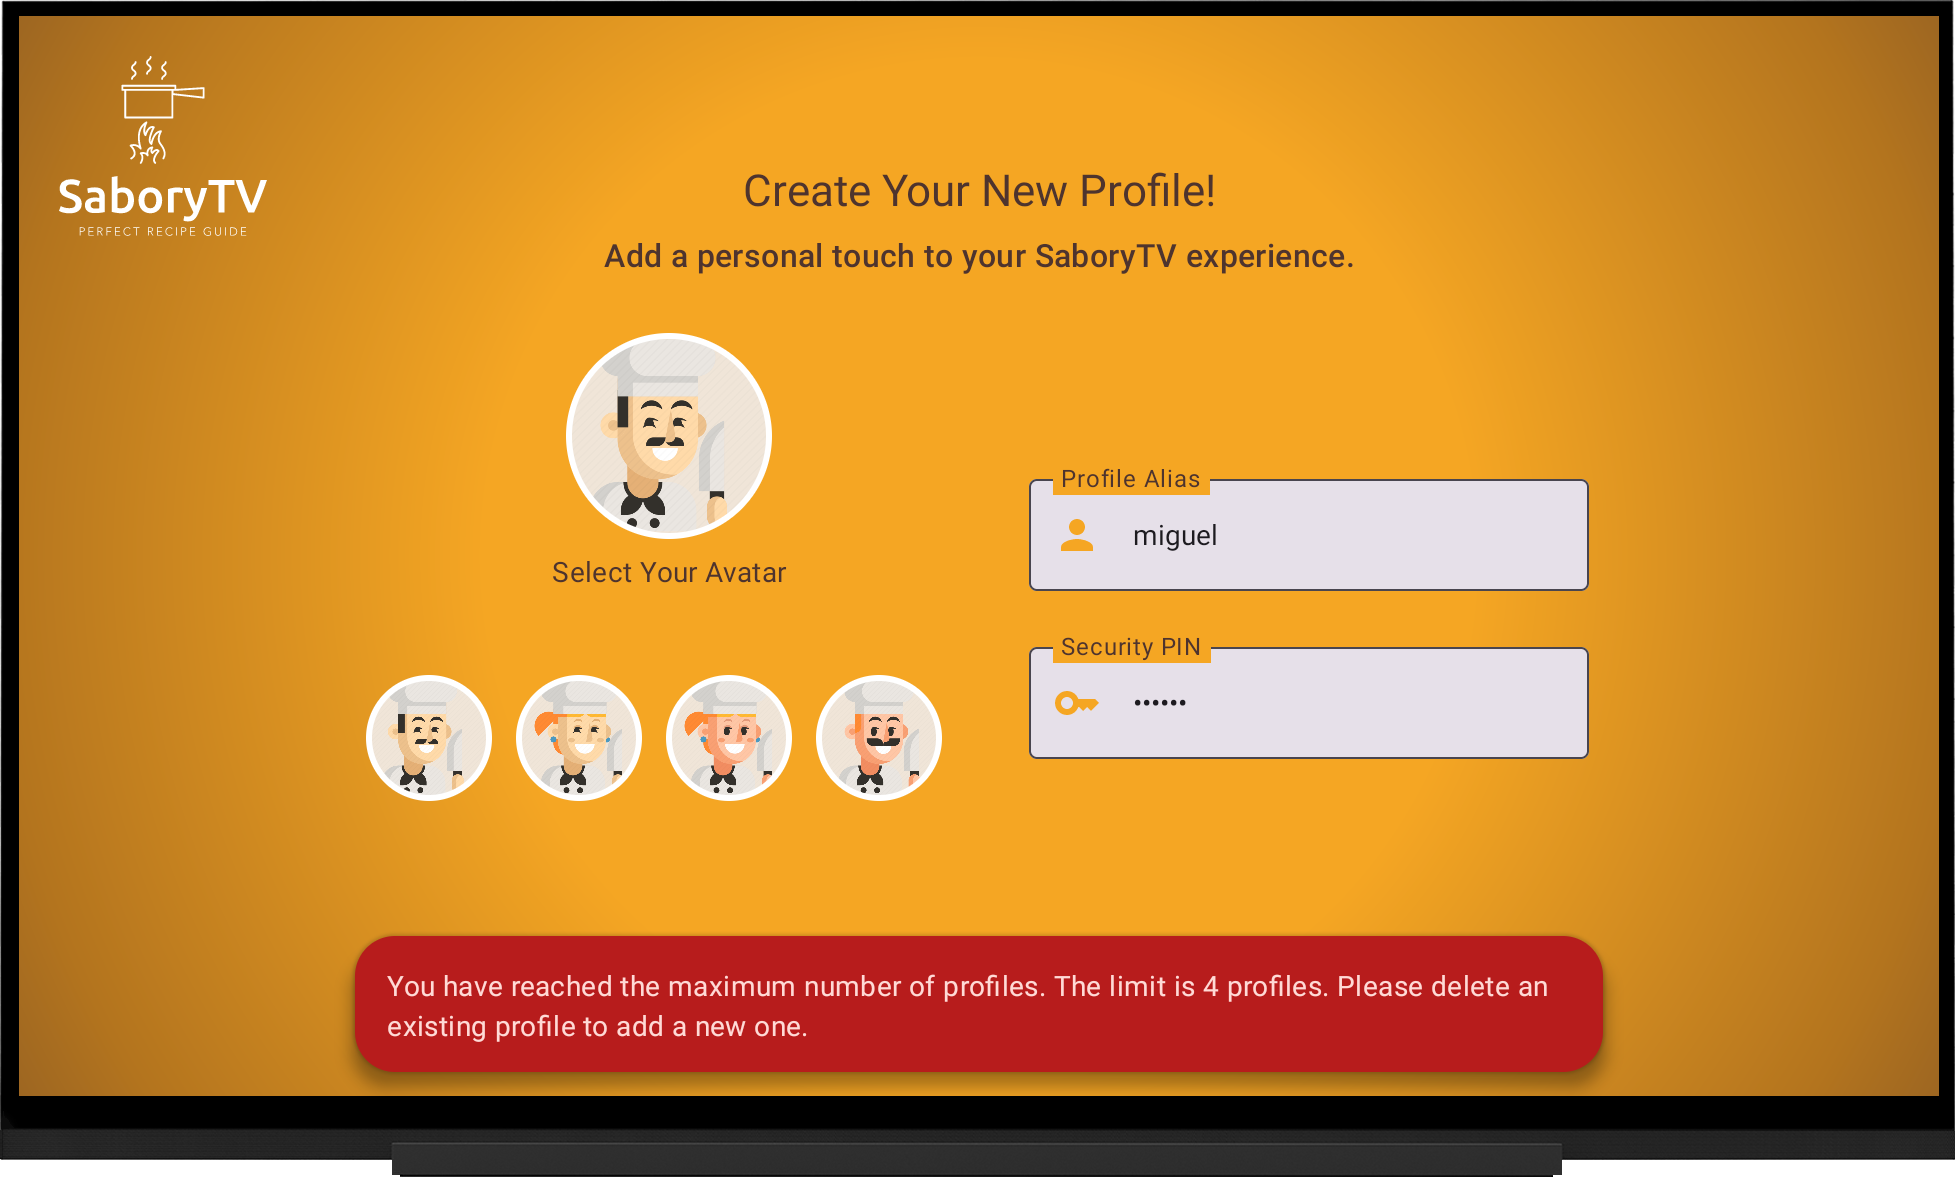 SaboryTV
PERFECT RECIPE GUIDE
Create Your New Profile!
Add a personal touch to your SaboryTV experience.
Select Your Avatar
Profile Alias
miguel
Security PIN
••••••
You have reached the maximum number of profiles. The limit is 4 profiles. Please delete an
existing profile to add a new one.